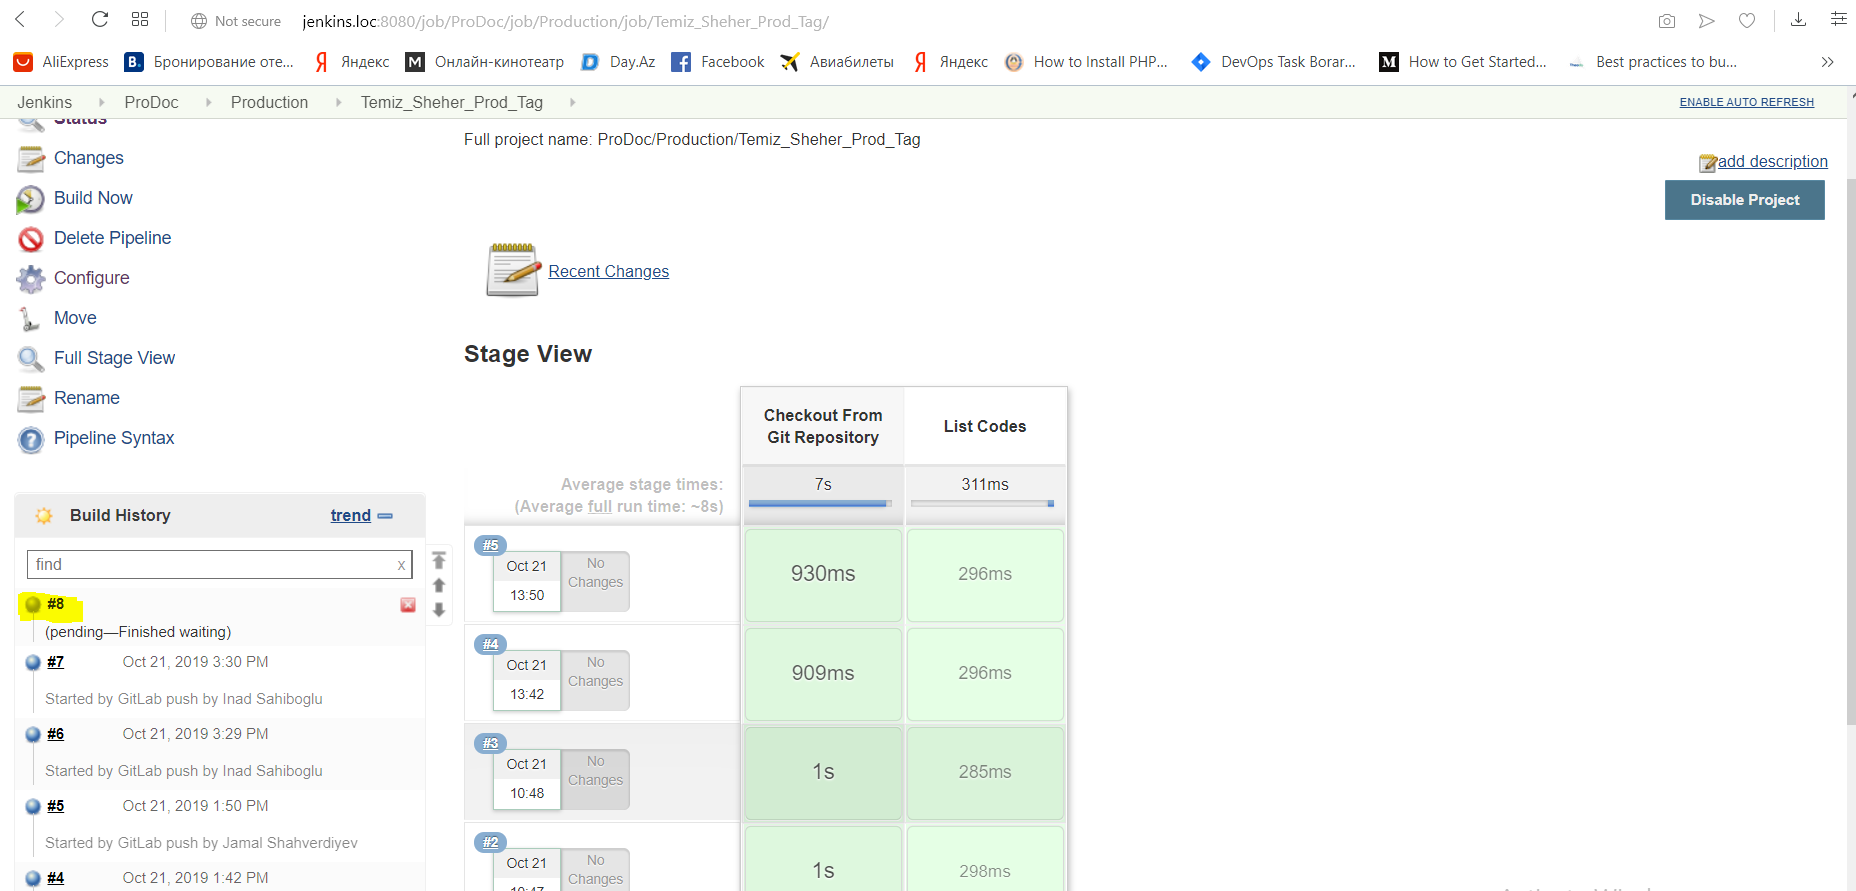 Not secure jenkins.loc:8080/job/ProDoc/job/Production/job/Temiz_Sheher_Prod_Tag/
AliExpress B. Бронирование оте... Я Яндекс M Онлайн-кинотеатр D Day.Az f Facebook Авиабилеты Я Яндекс How to Install PHP... DevOps Task Borar... M How to Get Started... Best practices to bu... »
Jenkins ProDoc Production Temiz_Sheher_Prod_Tag ENABLE AUTO REFRESH
Status
Changes
Build Now
Delete Pipeline
Configure
Move
Full Stage View
Rename
? Pipeline Syntax
Build History trend
find x
#8
(pending—Finished waiting)
#7 Oct 21, 2019 3:30 PM
Started by GitLab push by Inad Sahiboglu
#6 Oct 21, 2019 3:29 PM
Started by GitLab push by Inad Sahiboglu
#5 Oct 21, 2019 1:50 PM
Started by GitLab push by Jamal Shahverdiyev
#4 Oct 21, 2019 1:42 PM
Full project name: ProDoc/Production/Temiz_Sheher_Prod_Tag
add description
Disable Project
Recent Changes
Stage View
Checkout From
Git Repository
List Codes
Average stage times:
(Average full run time: ~8s)
7s 311ms
#5
Oct 21
13:50
No
Changes
930ms 296ms
#4
Oct 21
13:42
No
Changes
909ms 296ms
#3
Oct 21
10:48
No
Changes
1s 285ms
#2
Oct 21
10:47
No
Changes
1s 298ms